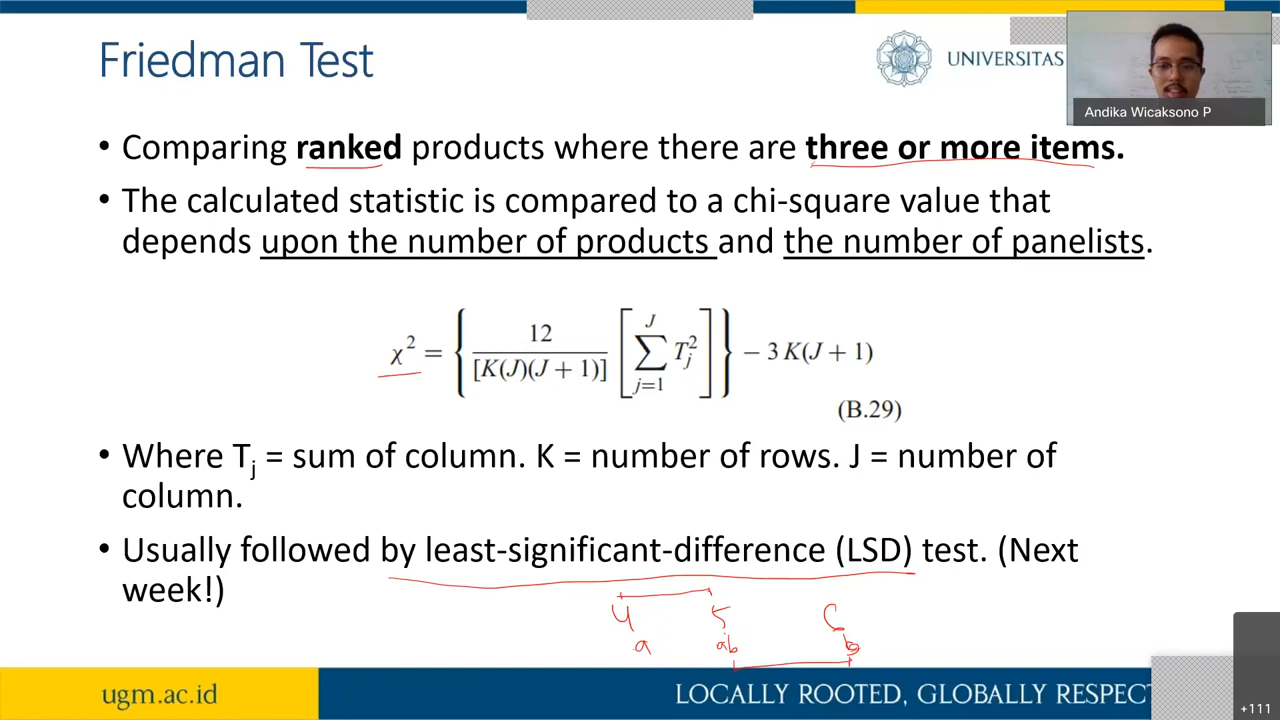 Friedman Test
UNIVERSITAS
Andika Wicaksono P
• Comparing ranked products where there are three or more items.
• The calculated statistic is compared to a chi-square value that
depends upon the number of products and the number of panelists.
χ² = { 12 / [K(J)(J + 1)] [ ∑_{j=1}^{J} T_j² ] } − 3 K(J + 1)
(B.29)
• Where Tⱼ = sum of column. K = number of rows. J = number of
column.
• Usually followed by least-significant-difference (LSD) test. (Next
week!)
4 5 6
a ab b
ugm.ac.id
LOCALLY ROOTED, GLOBALLY RESPECT
+111